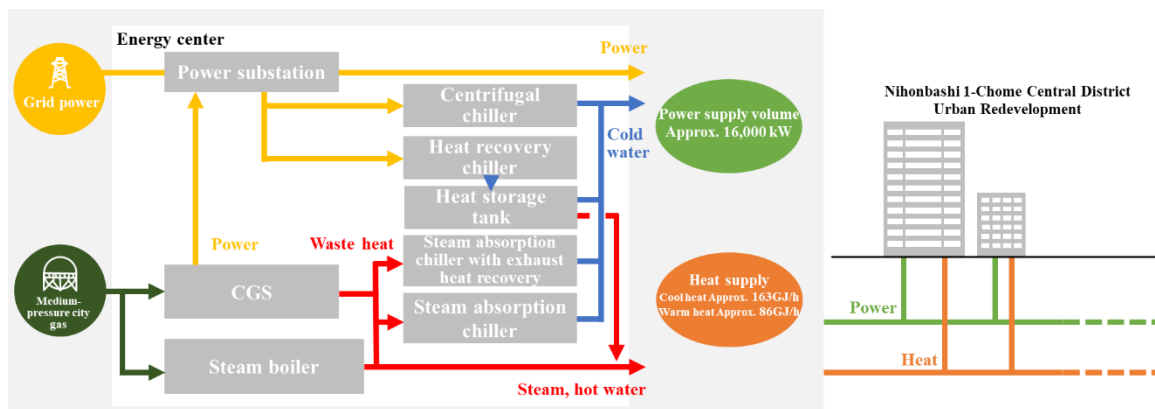 Energy center
Grid power
Power substation
Power
Centrifugal
chiller
Cold
water
Heat recovery
chiller
Heat storage
tank
Power
Waste heat
Steam absorption
chiller with exhaust
heat recovery
Medium-
pressure city
gas
CGS
Steam absorption
chiller
Steam boiler
Steam, hot water
Power supply volume
Approx. 16,000 kW
Heat supply
Cool heat Approx. 163GJ/h
Warm heat Approx. 86GJ/h
Nihonbashi 1-Chome Central District
Urban Redevelopment
Power
Heat